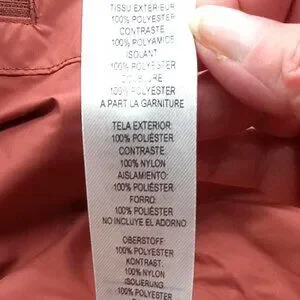 TISSU EXTERIEUR
100% POLYESTER
CONTRASTE
100% POLYAMIDE
ISOLANT
100% POLYESTER
100% POLYESTER
A PART LA GARNITURE
TELA EXTERIOR:
100% POLIÉSTER
CONTRASTE:
100% NYLON
AISLAMIENTO:
100% POLIÉSTER
FORRO:
100% POLIÉSTER
NO INCLUYE EL ADORNO
OBERSTOFF:
100% POLYESTER
KONTRAST:
100% NYLON
ISOLIERUNG
100% POLYESTER